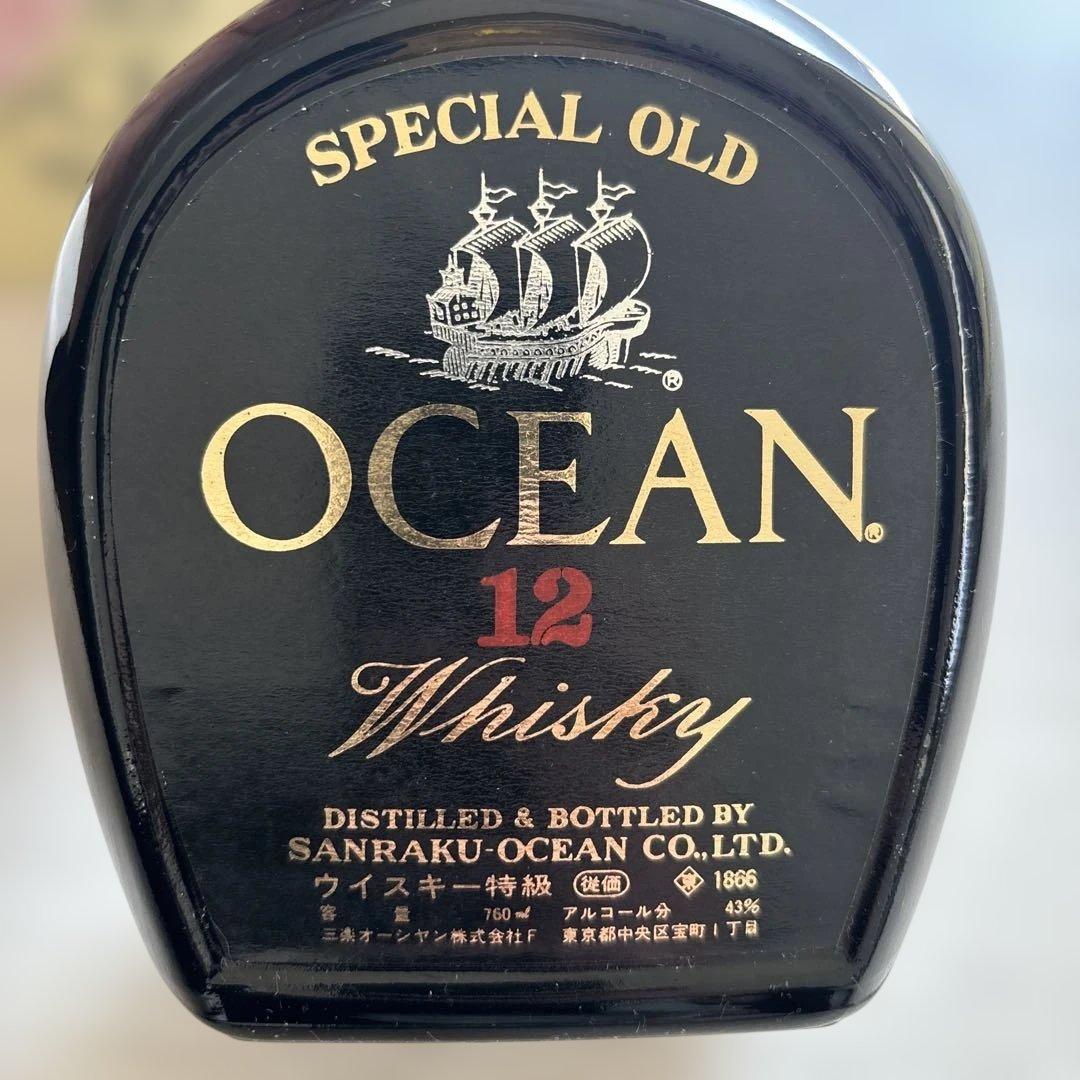 SPECIAL OLD
®
OCEAN®
12
Whisky
DISTILLED & BOTTLED BY
SANRAKU-OCEAN CO., LTD.
ウイスキー特級 従価 東 1866
容量 760ml アルコール分 43%
三楽オーシャン株式会社F 東京都中央区宝町1丁目